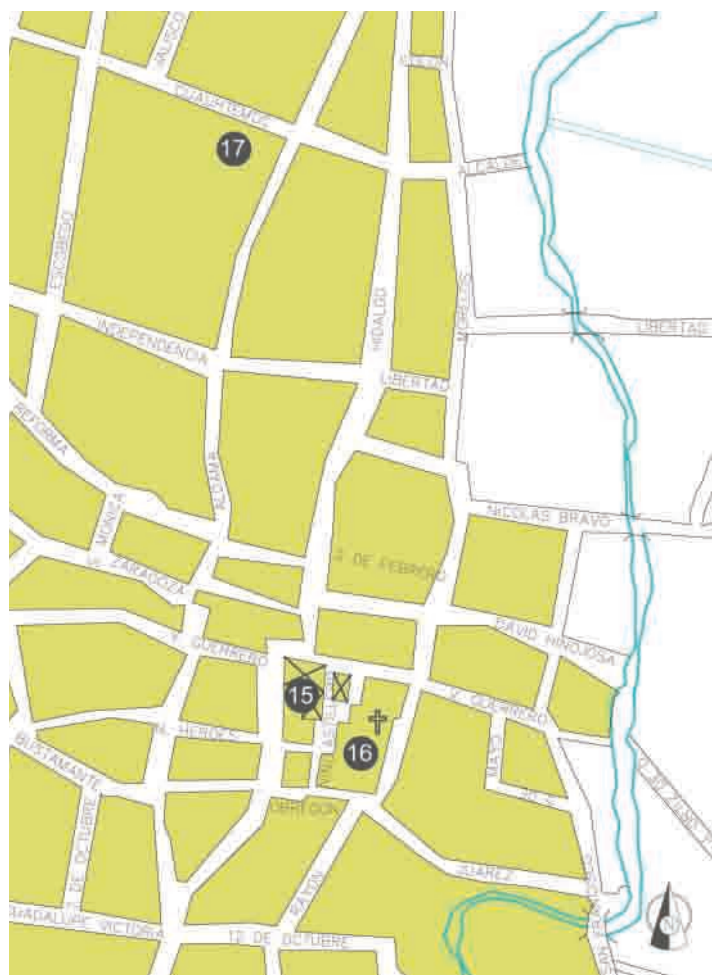 JALISCO
COLON
CUAUHTEMOC
17
ALCALDE
ESCOBEDO
HIDALGO
MORELOS
INDEPENDENCIA
LIBERTAD
LIBERTAD
REFORMA
ALDAMA
MONICA
NICOLAS BRAVO
5 DE FEBRERO
ZARAGOZA
DAVID HINOJOSA
V. GUERRERO
V. GUERRERO
15
16
HEROES
BUSTAMANTE
OBREGON
DE OCTUBRE
RAYON
JUAREZ
GUADALUPE VICTORIA
12 DE OCTUBRE
SAN FRANCISCO
N